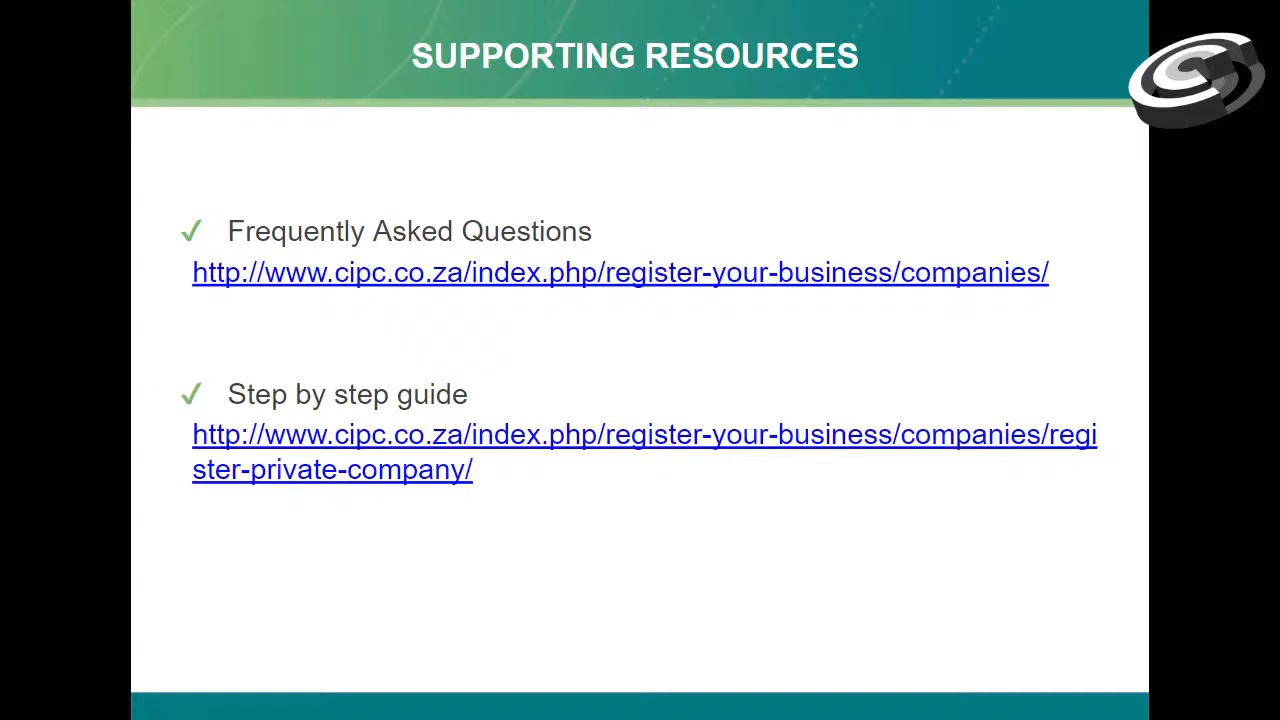 SUPPORTING RESOURCES
✓ Frequently Asked Questions
http://www.cipc.co.za/index.php/register-your-business/companies/
✓ Step by step guide
http://www.cipc.co.za/index.php/register-your-business/companies/regi
ster-private-company/